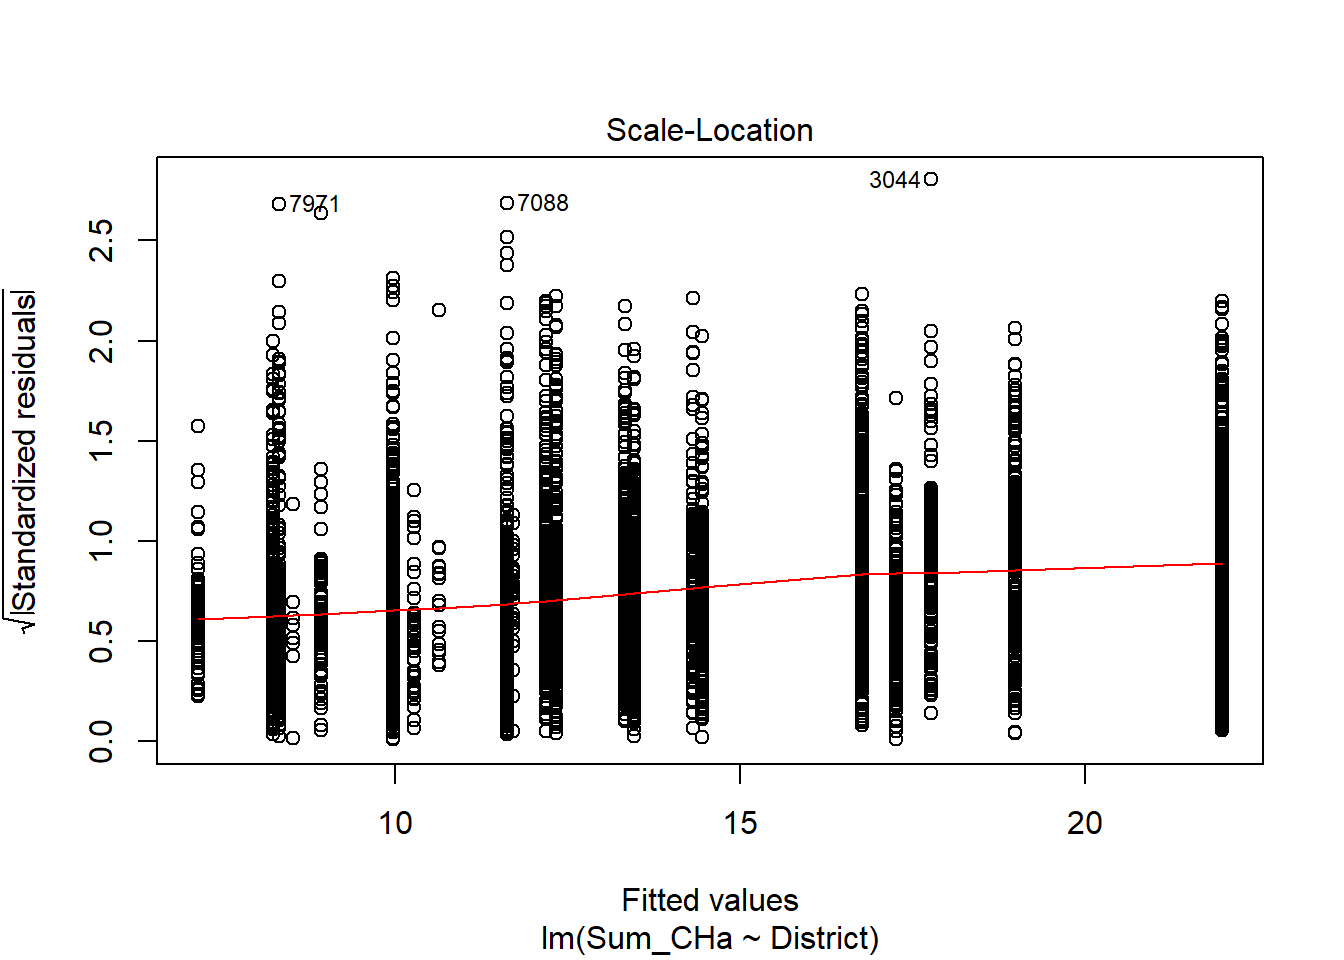 Scale-Location
7971
7088
3044
2.5
2.0
1.5
1.0
0.5
0.0
√|Standardized residuals|
10 15 20
Fitted values
lm(Sum_CHa ~ District)